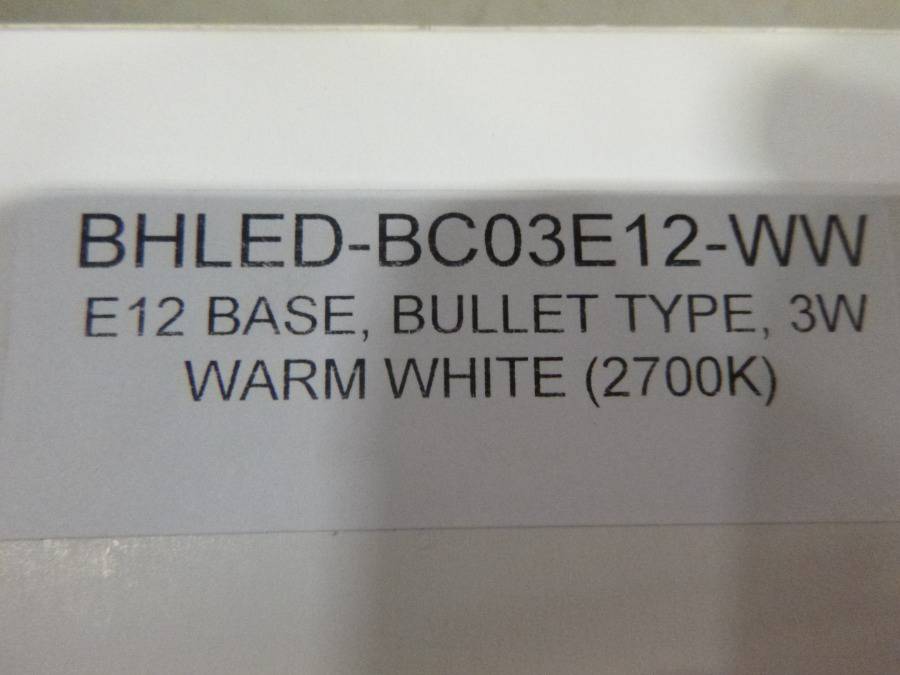 BHLED-BC03E12-WW
E12 BASE, BULLET TYPE, 3W
WARM WHITE (2700K)